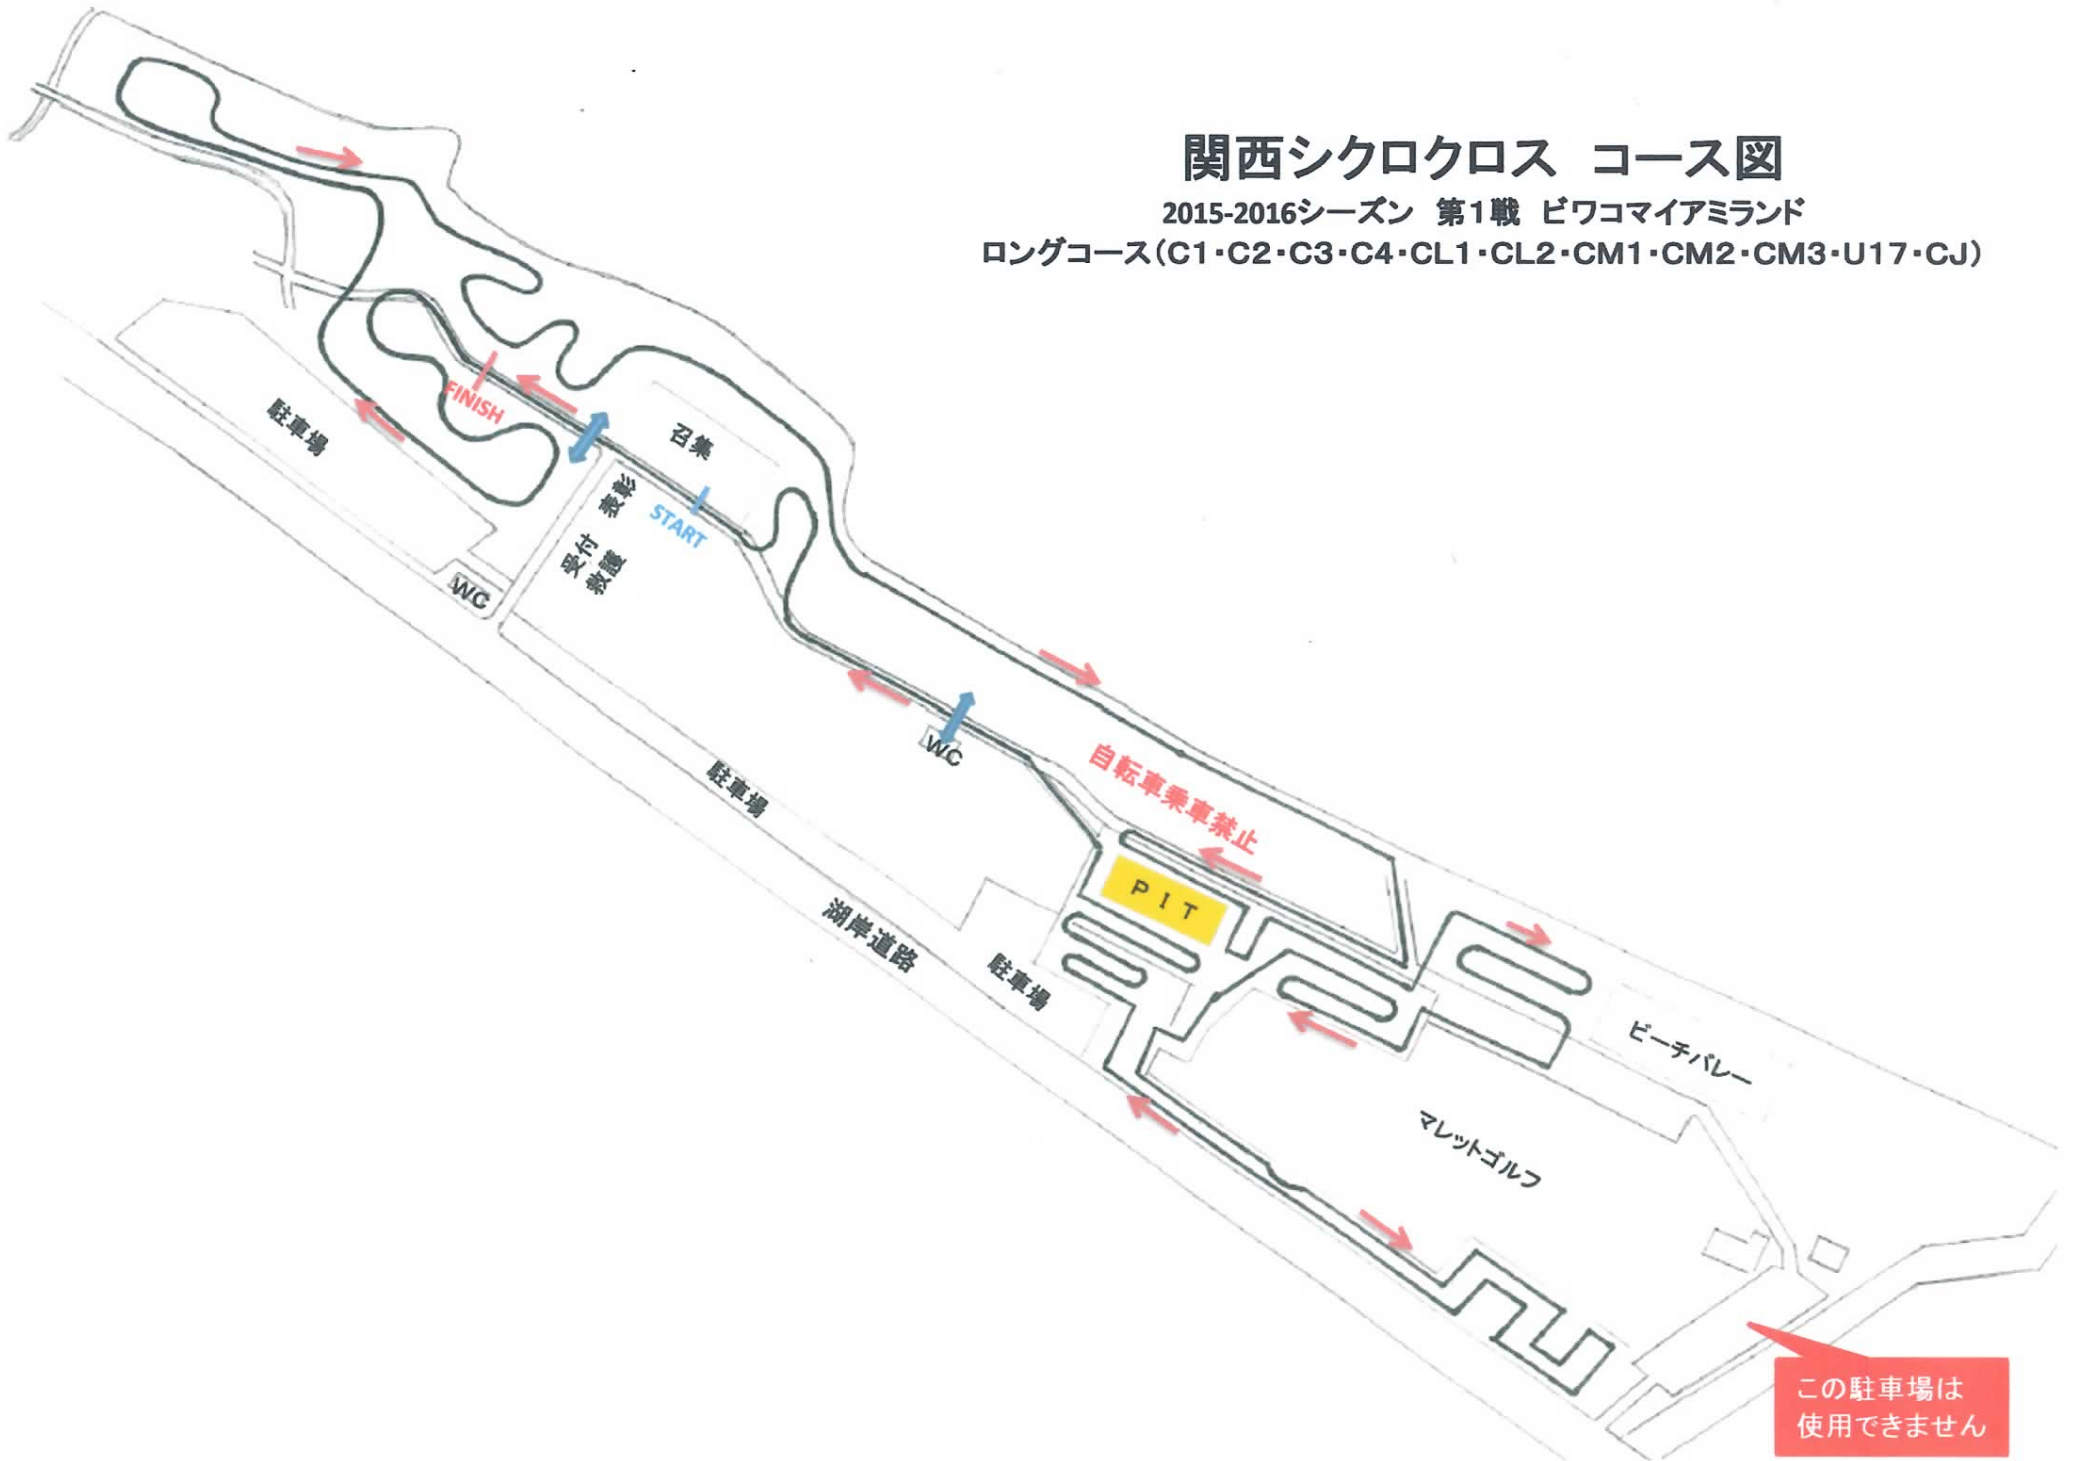 関西シクロクロス コース図
2015-2016シーズン 第1戦 ビワコマイアミランド
ロングコース(C1・C2・C3・C4・CL1・CL2・CM1・CM2・CM3・U17・CJ)
FINISH
召集
駐車場
表彰
START
受付
救護
WC
WC
自転車乗車禁止
駐車場
PIT
湖岸道路
駐車場
ビーチバレー
マレットゴルフ
この駐車場は
使用できません